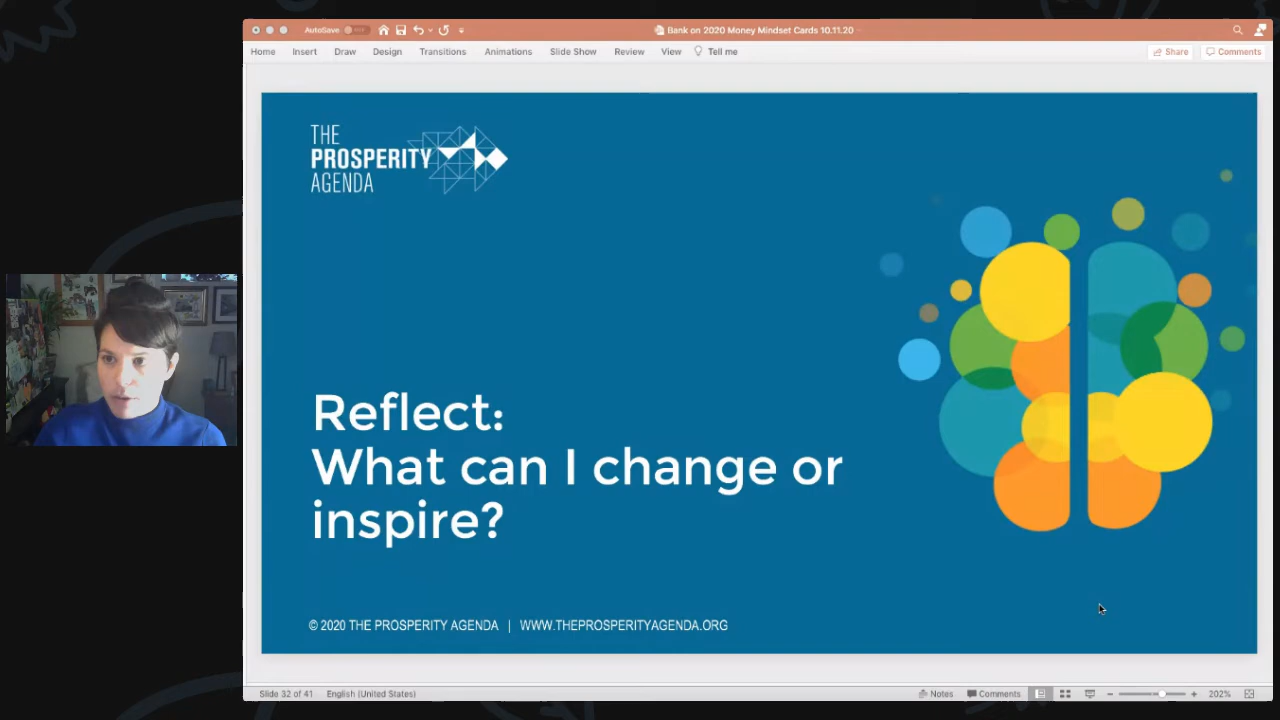 AutoSave
Bank on 2020 Money Mindset Cards 10.11.20
Home Insert Draw Design Transitions Animations Slide Show Review View Tell me Share Comments
THE
PROSPERITY
AGENDA
Reflect:
What can I change or
inspire?
© 2020 THE PROSPERITY AGENDA | WWW.THEPROSPERITYAGENDA.ORG
Slide 32 of 41 English (United States) Notes Comments 202%